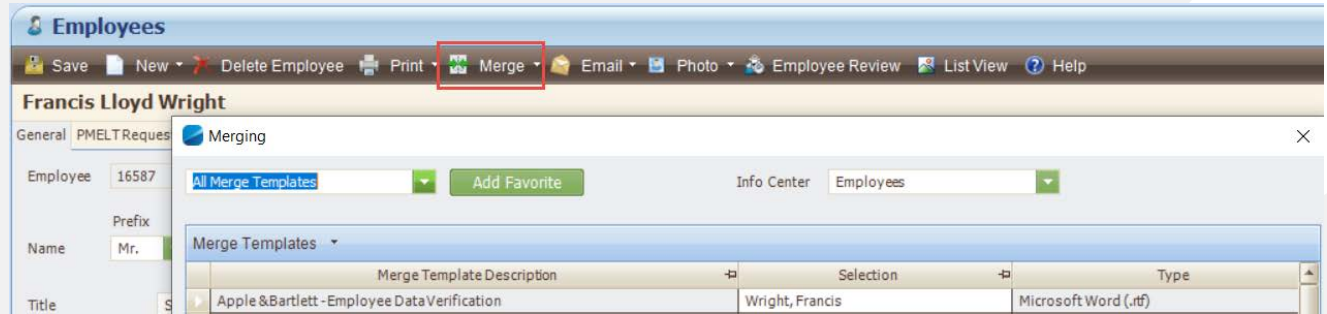 Employees
Save New Delete Employee Print Merge Email Photo Employee Review List View Help
Francis Lloyd Wright
General PMELTReques
Merging
Employee 16587
All Merge Templates Add Favorite Info Center Employees
Prefix
Name Mr.
Merge Templates
Merge Template Description Selection Type
Title S
Apple &Bartlett - Employee Data Verification Wright, Francis Microsoft Word (.rtf)